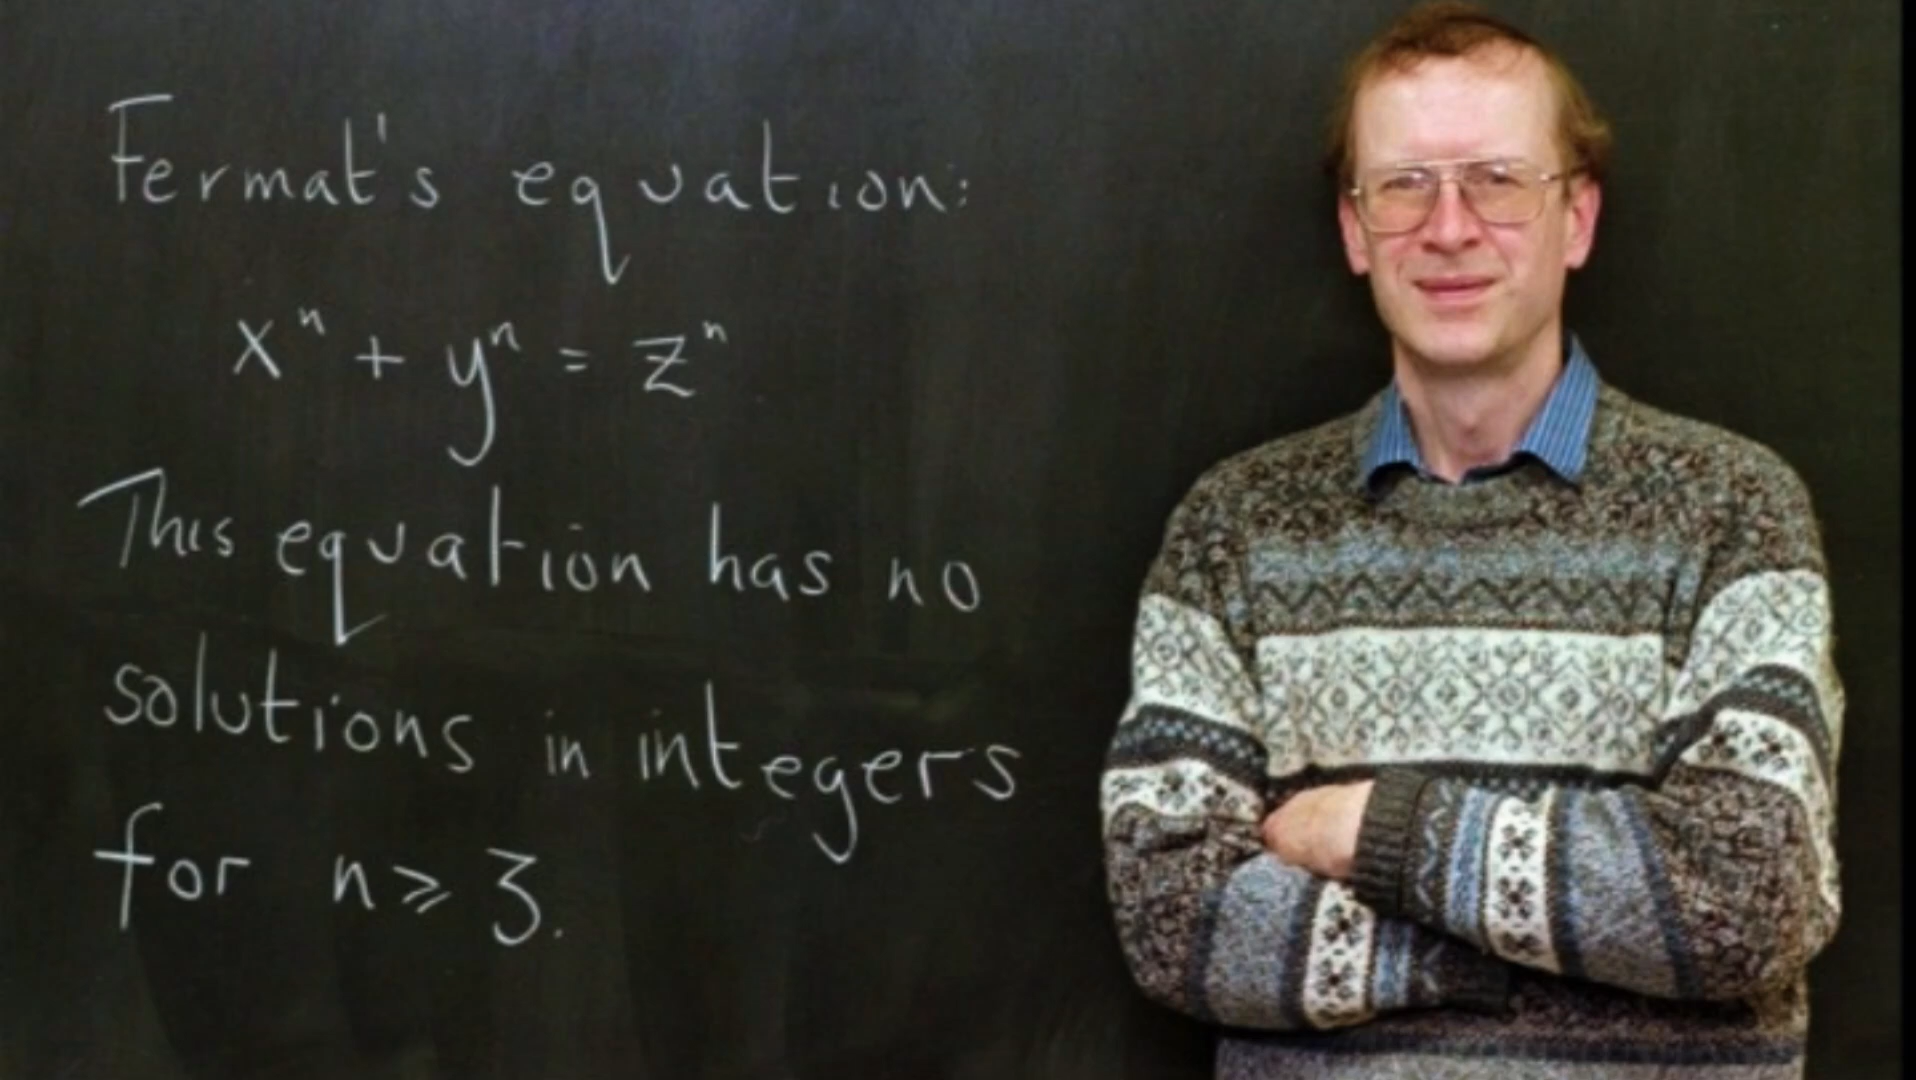 Fermat's equation:
xⁿ + yⁿ = zⁿ
This equation has no
solutions in integers
for n ≥ 3.